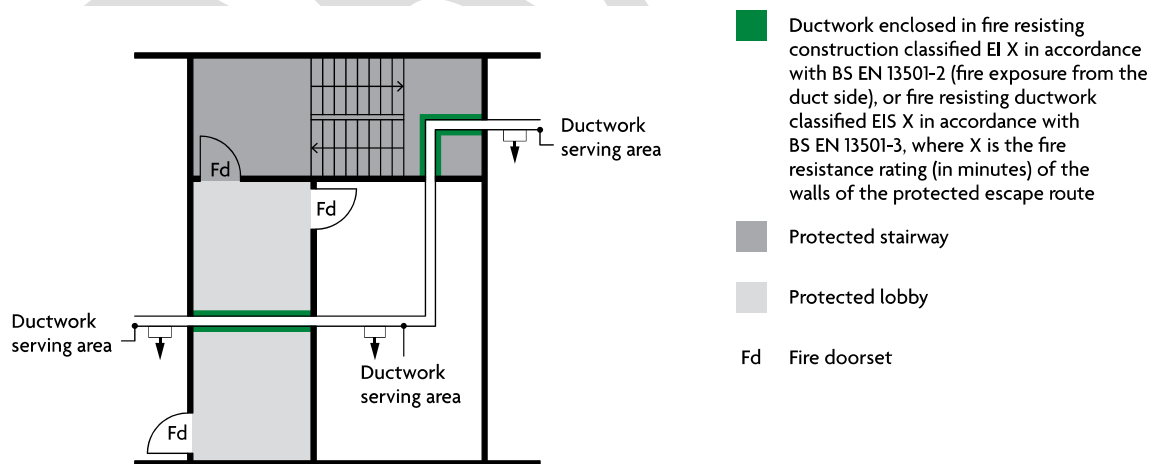 Ductwork enclosed in fire resisting
construction classified EI X in accordance
with BS EN 13501-2 (fire exposure from the
duct side), or fire resisting ductwork
classified EIS X in accordance with
BS EN 13501-3, where X is the fire
resistance rating (in minutes) of the
walls of the protected escape route
Protected stairway
Protected lobby
Fd Fire doorset
Ductwork
serving area
Fd
Fd
Ductwork
serving area
Ductwork
serving area
Fd